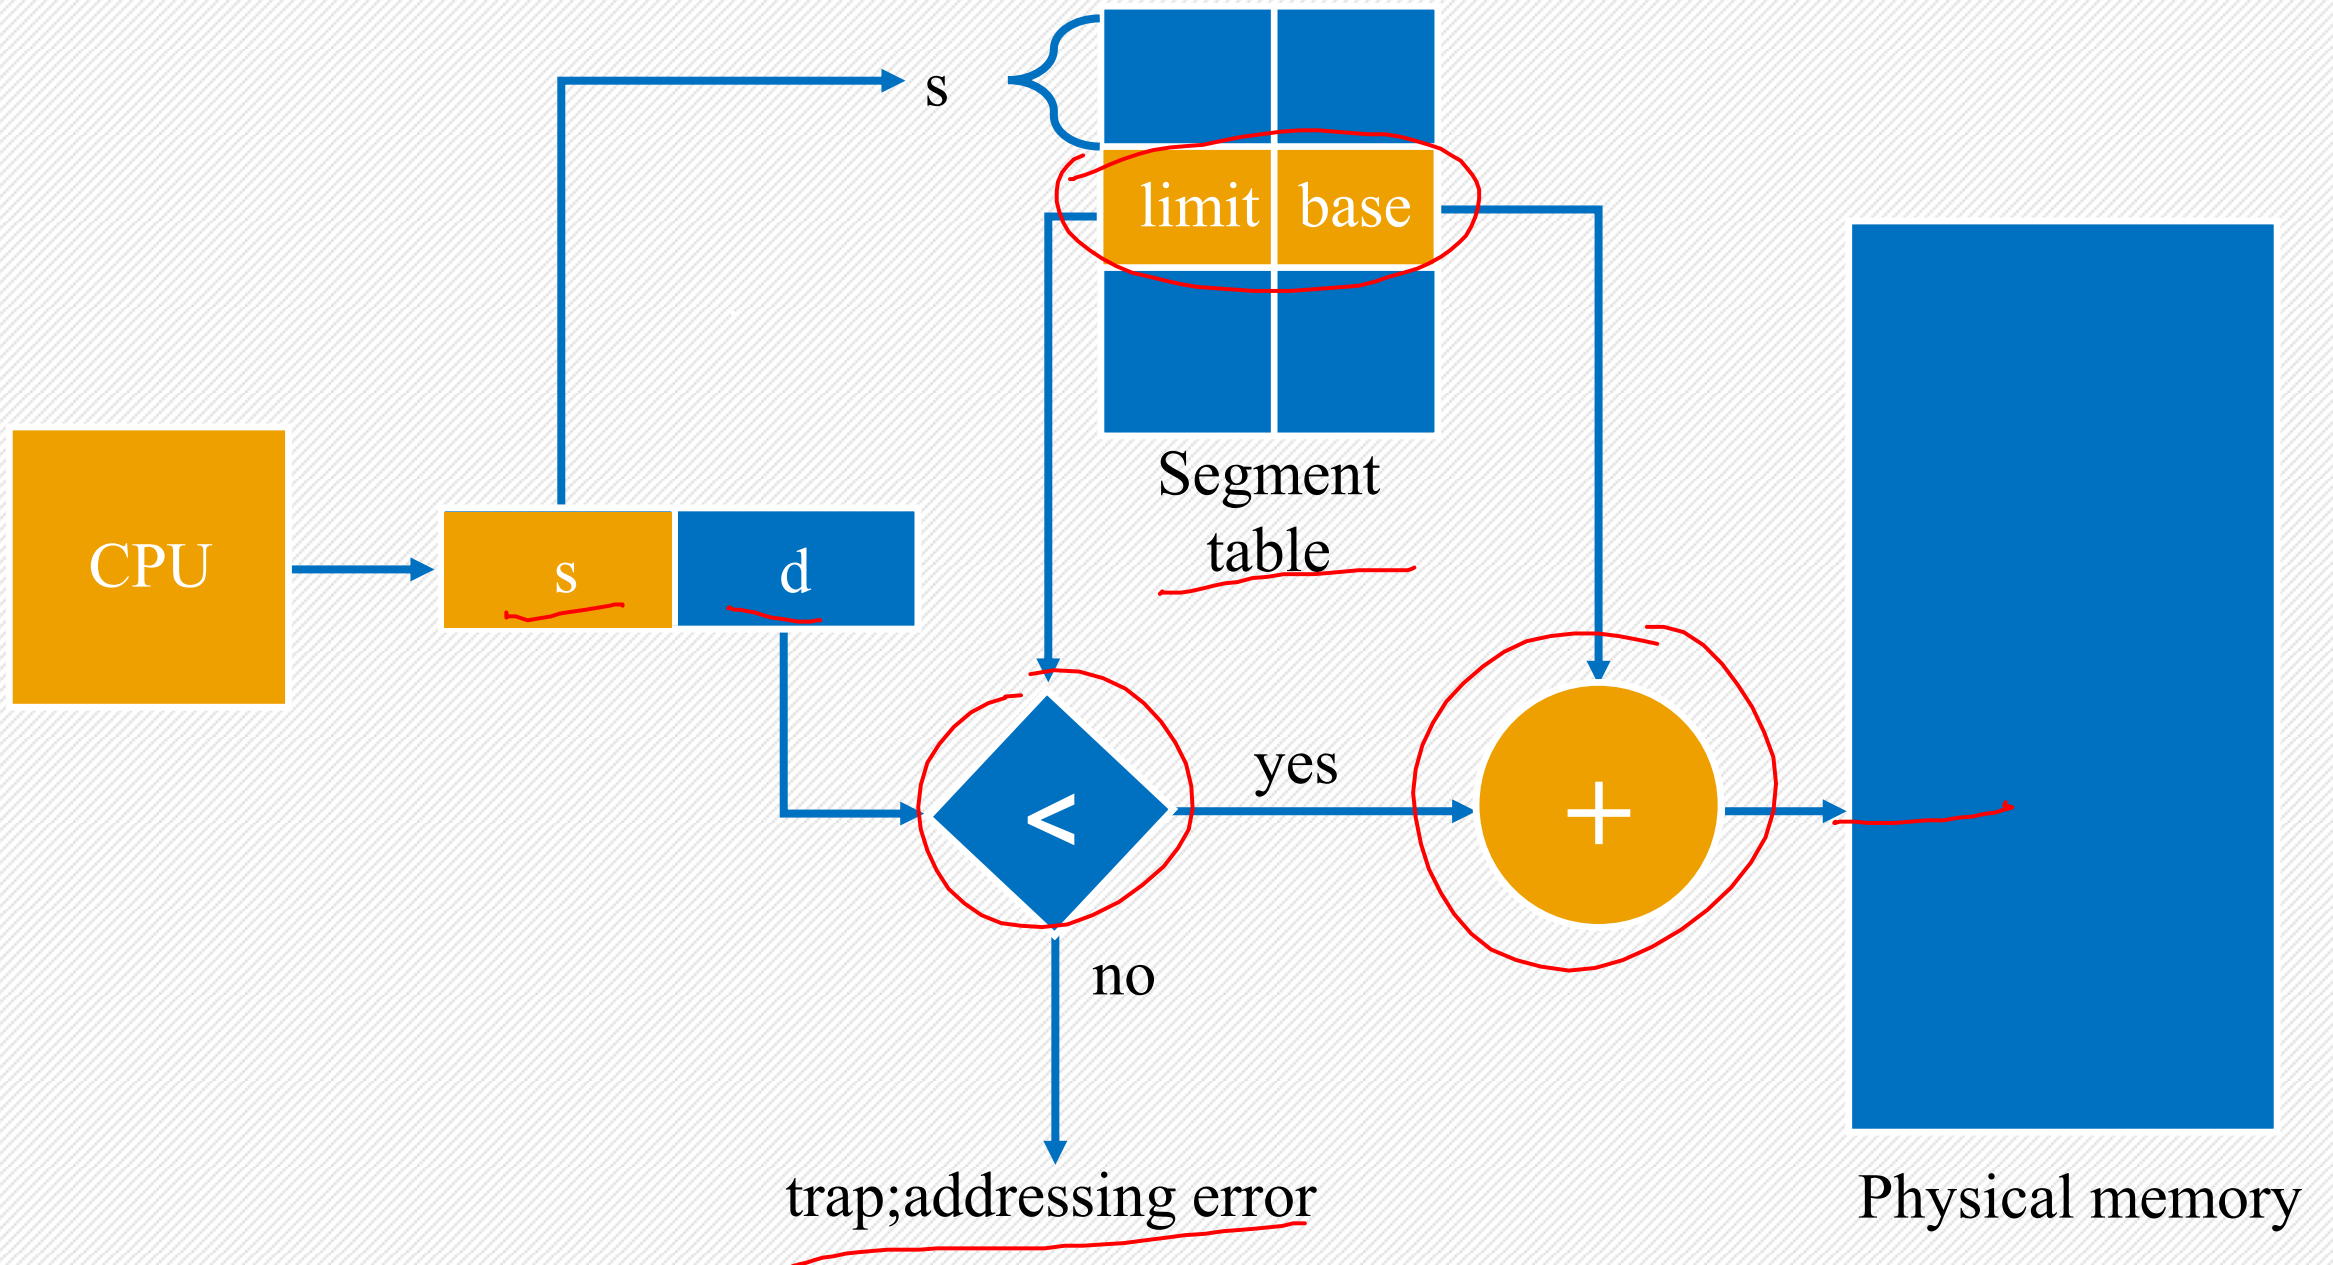 s
limit base
Segment
table
CPU
s d
<
yes
+
no
trap;addressing error
Physical memory